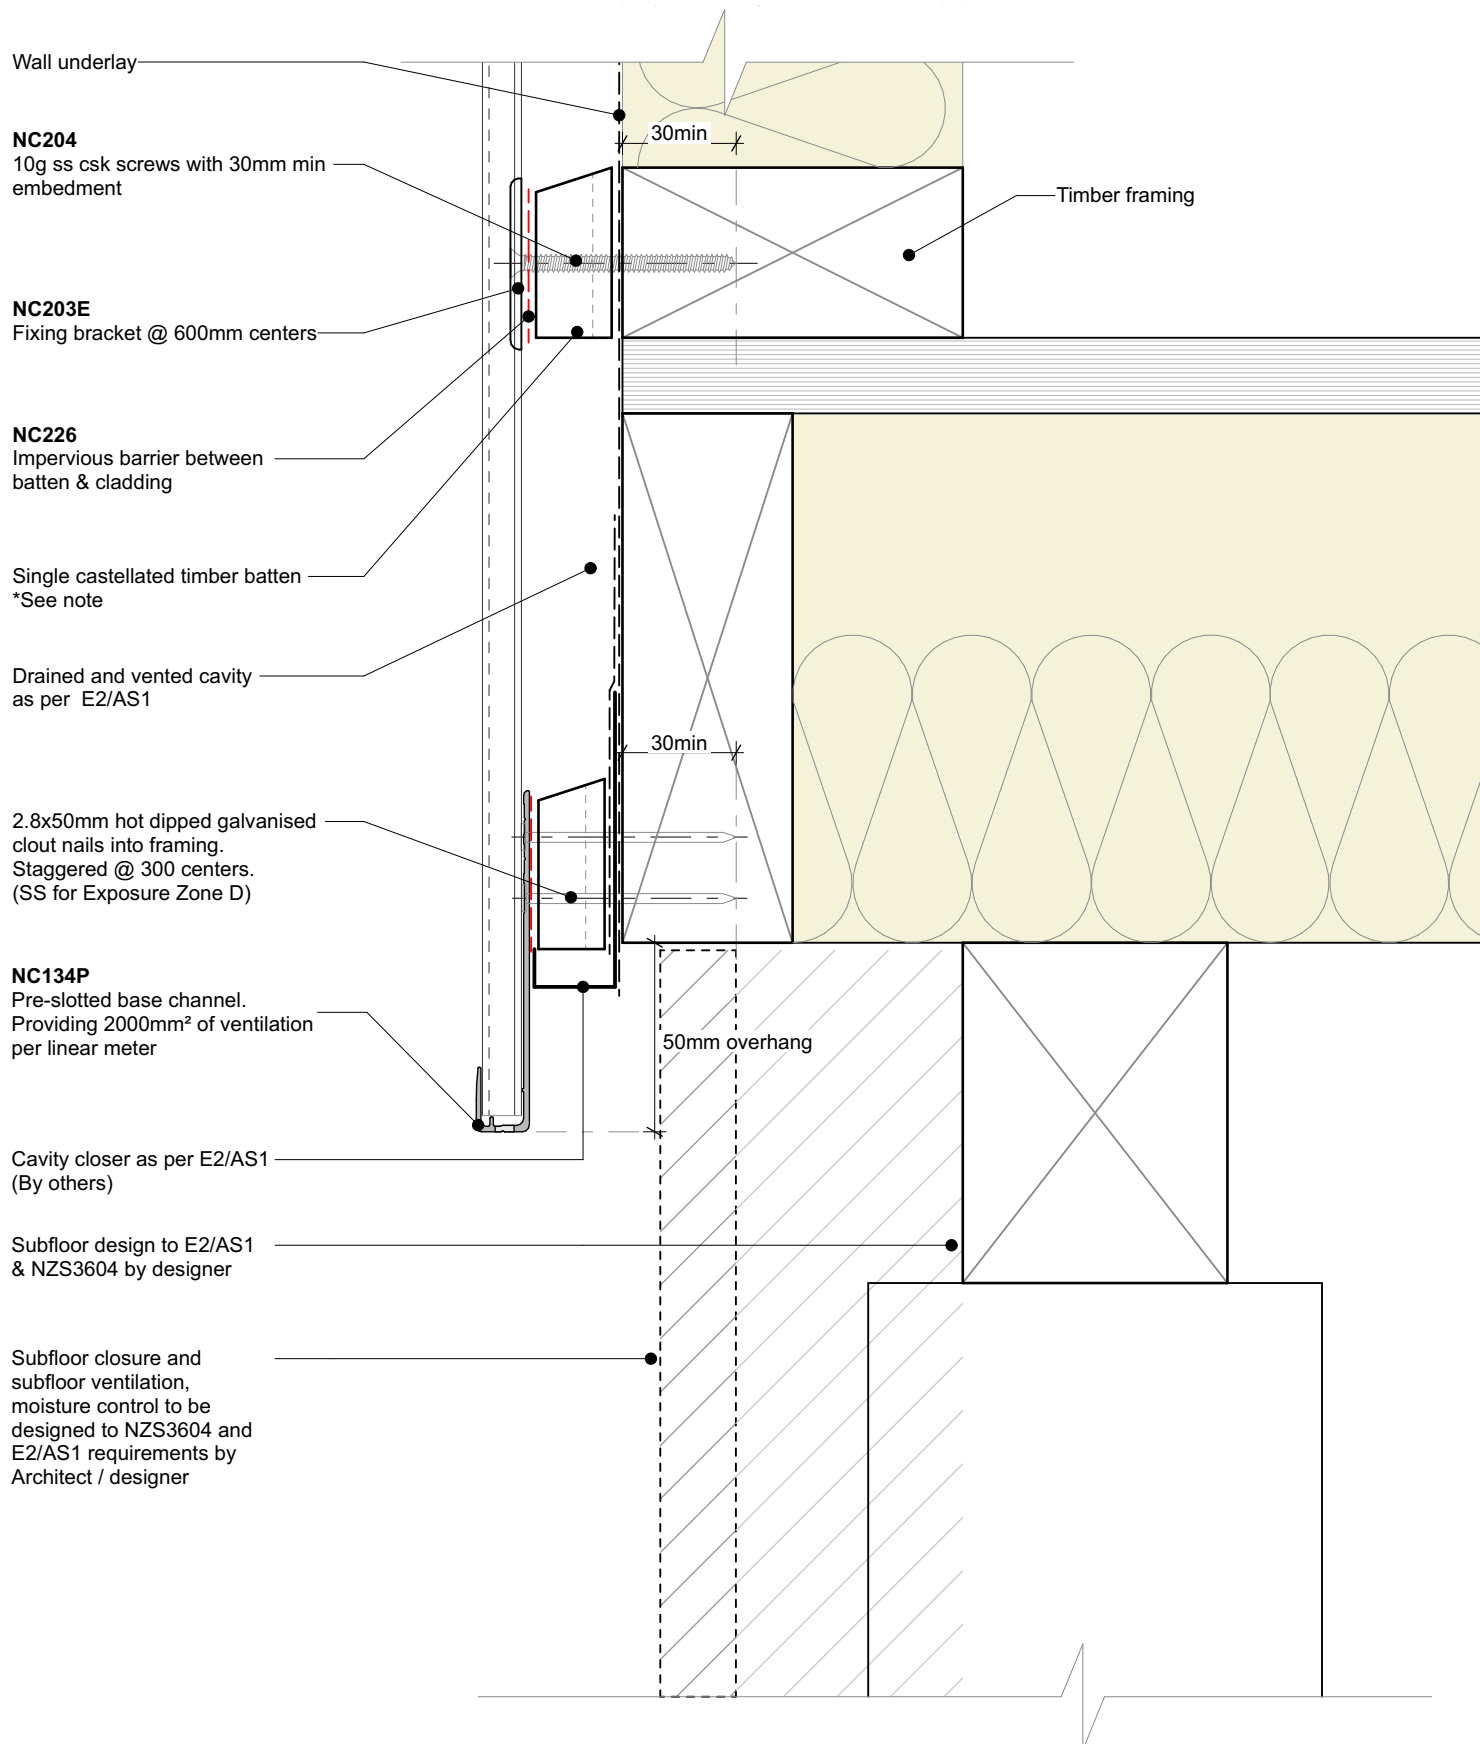 Wall underlay
30min
NC204
10g ss csk screws with 30mm min
embedment
Timber framing
NC203E
Fixing bracket @ 600mm centers
NC226
Impervious barrier between
batten & cladding
Single castellated timber batten
*See note
Drained and vented cavity
as per E2/AS1
30min
2.8x50mm hot dipped galvanised
clout nails into framing.
Staggered @ 300 centers.
(SS for Exposure Zone D)
NC134P
Pre-slotted base channel.
Providing 2000mm² of ventilation
per linear meter
50mm overhang
Cavity closer as per E2/AS1
(By others)
Subfloor design to E2/AS1
& NZS3604 by designer
Subfloor closure and
subfloor ventilation,
moisture control to be
designed to NZS3604 and
E2/AS1 requirements by
Architect / designer